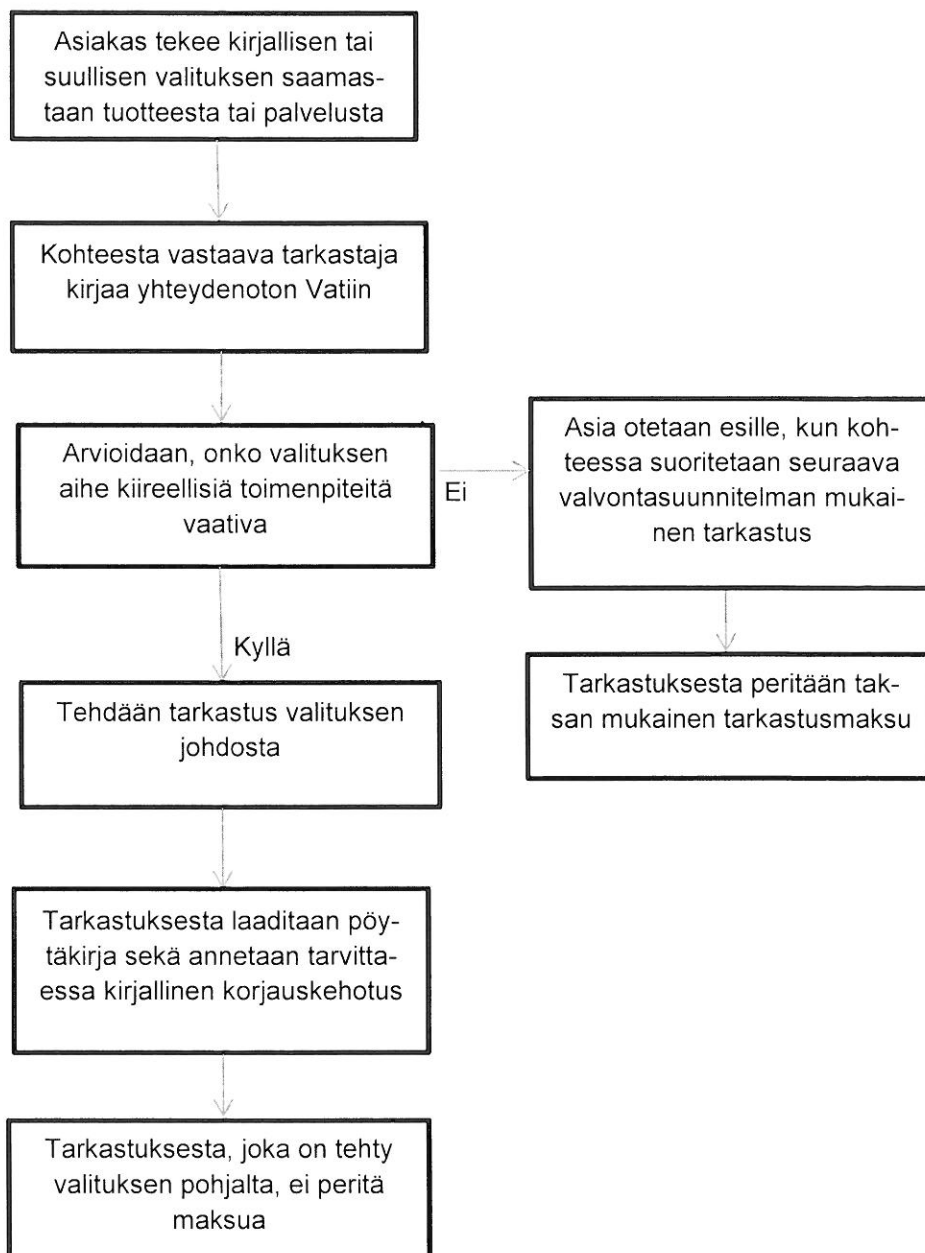 Asiakas tekee kirjallisen tai
suullisen valituksen saamas-
taan tuotteesta tai palvelusta
Kohteesta vastaava tarkastaja
kirjaa yhteydenoton Vatiin
Arvioidaan, onko valituksen
aihe kiireellisiä toimenpiteitä
vaativa
Ei
Asia otetaan esille, kun koh-
teessa suoritetaan seuraava
valvontasuunnitelman mukai-
nen tarkastus
Tarkastuksesta peritään tak-
san mukainen tarkastusmaksu
Kyllä
Tehdään tarkastus valituksen
johdosta
Tarkastuksesta laaditaan pöy-
täkirja sekä annetaan tarvitta-
essa kirjallinen korjauskehotus
Tarkastuksesta, joka on tehty
valituksen pohjalta, ei peritä
maksua